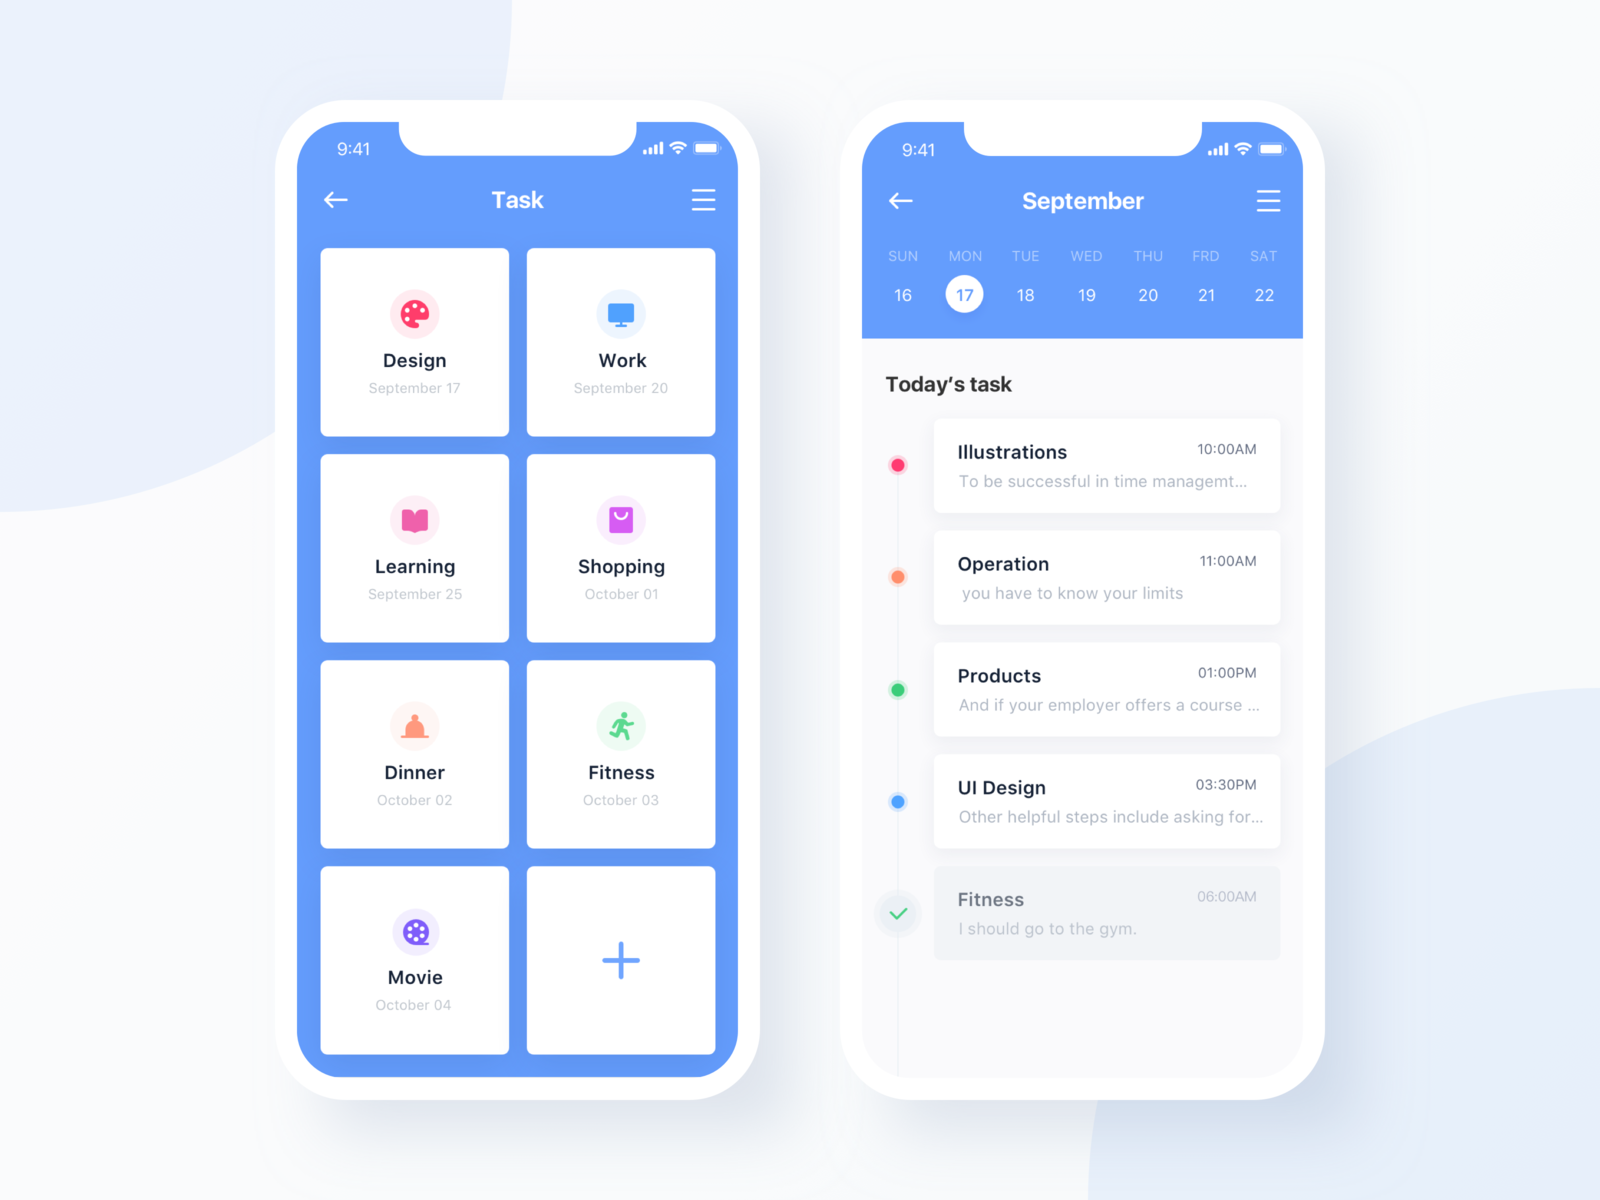 9:41
Task
Design
September 17
Work
September 20
Learning
September 25
Shopping
October 01
Dinner
October 02
Fitness
October 03
Movie
October 04
9:41
September
SUN MON TUE WED THU FRD SAT
16 17 18 19 20 21 22
Today’s task
Illustrations 10:00AM
To be successful in time managemt...
Operation 11:00AM
you have to know your limits
Products 01:00PM
And if your employer offers a course ...
UI Design 03:30PM
Other helpful steps include asking for...
Fitness 06:00AM
I should go to the gym.